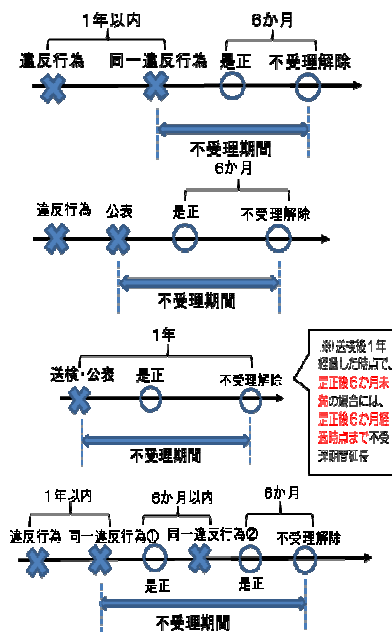 1年以内
6か月
違反行為
同一違反行為
是正
不受理解除
不受理期間
6か月
違反行為
公表
是正
不受理解除
不受理期間
1年
送検・公表
是正
不受理解除
不受理期間
送検後1年
経過した時点で、
是正後6か月未
満の場合には、
是正後6か月経
過時点まで不受
理期間延長
1年以内
6か月以内
6か月
違反行為
同一違反行為①
同一違反行為②
不受理解除
是正
是正
不受理期間